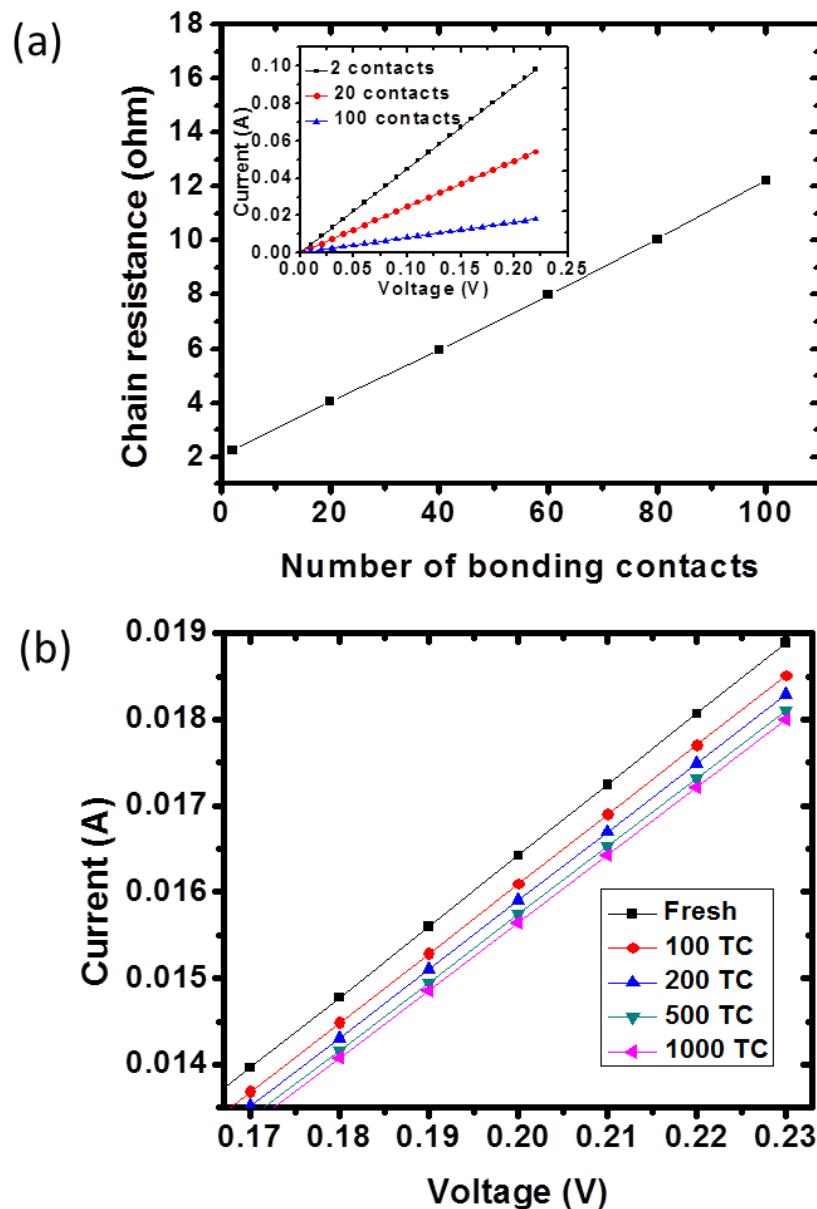 (a)
18
16
14
12
10
8
6
4
2
Chain resistance (ohm)
0 20 40 60 80 100
Number of bonding contacts
0.10
0.08
0.06
0.04
0.02
0.00
Current (A)
2 contacts
20 contacts
100 contacts
0.00 0.05 0.10 0.15 0.20 0.25
Voltage (V)
(b)
0.019
0.018
0.017
0.016
0.015
0.014
Current (A)
Fresh
100 TC
200 TC
500 TC
1000 TC
0.17 0.18 0.19 0.20 0.21 0.22 0.23
Voltage (V)